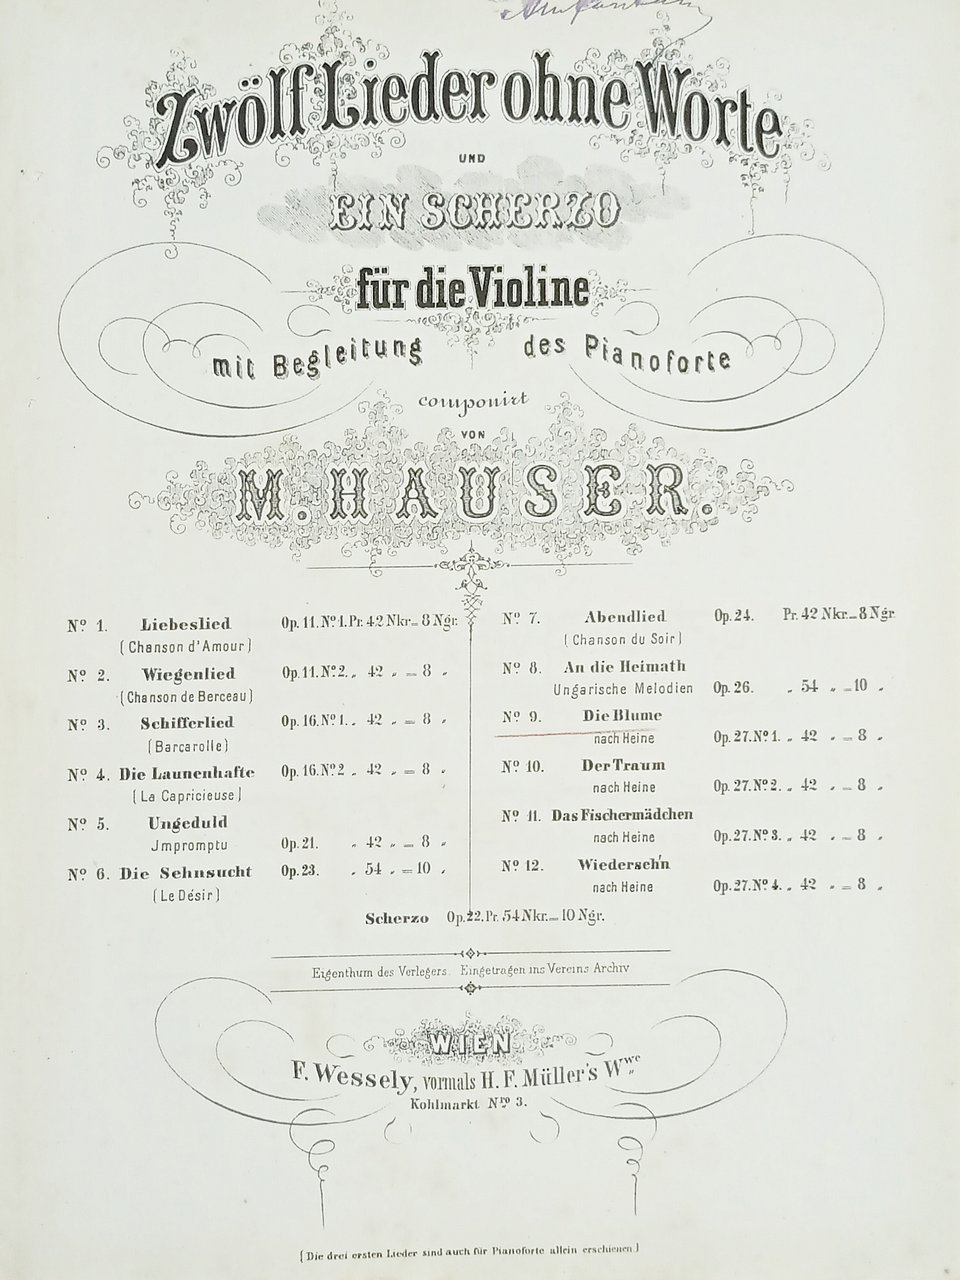 Zwölf Lieder ohne Worte
UND
EIN SCHERZO
für die Violine
mit Begleitung des Pianoforte
componirt
VON
M. HAUSER.
Nº 1. Liebeslied Op. 11. Nº 1. Pr. 42 Nkr = 8 Ngr.
(Chanson d'Amour)
Nº 2. Wiegenlied Op. 11. Nº 2. „ 42 „ = 8 „
(Chanson de Berceau)
Nº 3. Schifferlied Op. 16. Nº 1. „ 42 „ = 8 „
(Barcarolle)
Nº 4. Die Launenhafte Op. 16. Nº 2 „ 42 „ = 8 „
(La Capricieuse)
Nº 5. Ungeduld
Jmpromptu Op. 21. „ 42 „ = 8 „
Nº 6. Die Sehnsucht Op. 23. „ 54 „ = 10 „
(Le Désir)
Nº 7. Abendlied Op. 24. Pr. 42 Nkr. = 8 Ngr
(Chanson du Soir)
Nº 8. An die Heimath
Ungarische Melodien Op. 26. „ 54 „ = 10 „
Nº 9. Die Blume
nach Heine Op. 27. Nº 1. „ 42 „ = 8 „
Nº 10. Der Traum
nach Heine Op. 27. Nº 2. „ 42 „ = 8 „
Nº 11. Das Fischermädchen
nach Heine Op. 27. Nº 3. „ 42 „ = 8 „
Nº 12. Wiederseh'n
nach Heine Op. 27. Nº 4. „ 42 „ = 8 „
Scherzo Op. 22. Pr. 54 Nkr. = 10 Ngr.
Eigenthum des Verlegers. Eingetragen ins Vereins Archiv
WIEN
F. Wessely, vormals H. F. Müller's Wwe
Kohlmarkt Nro 3.
(Die drei ersten Lieder sind auch für Pianoforte allein erschienen)